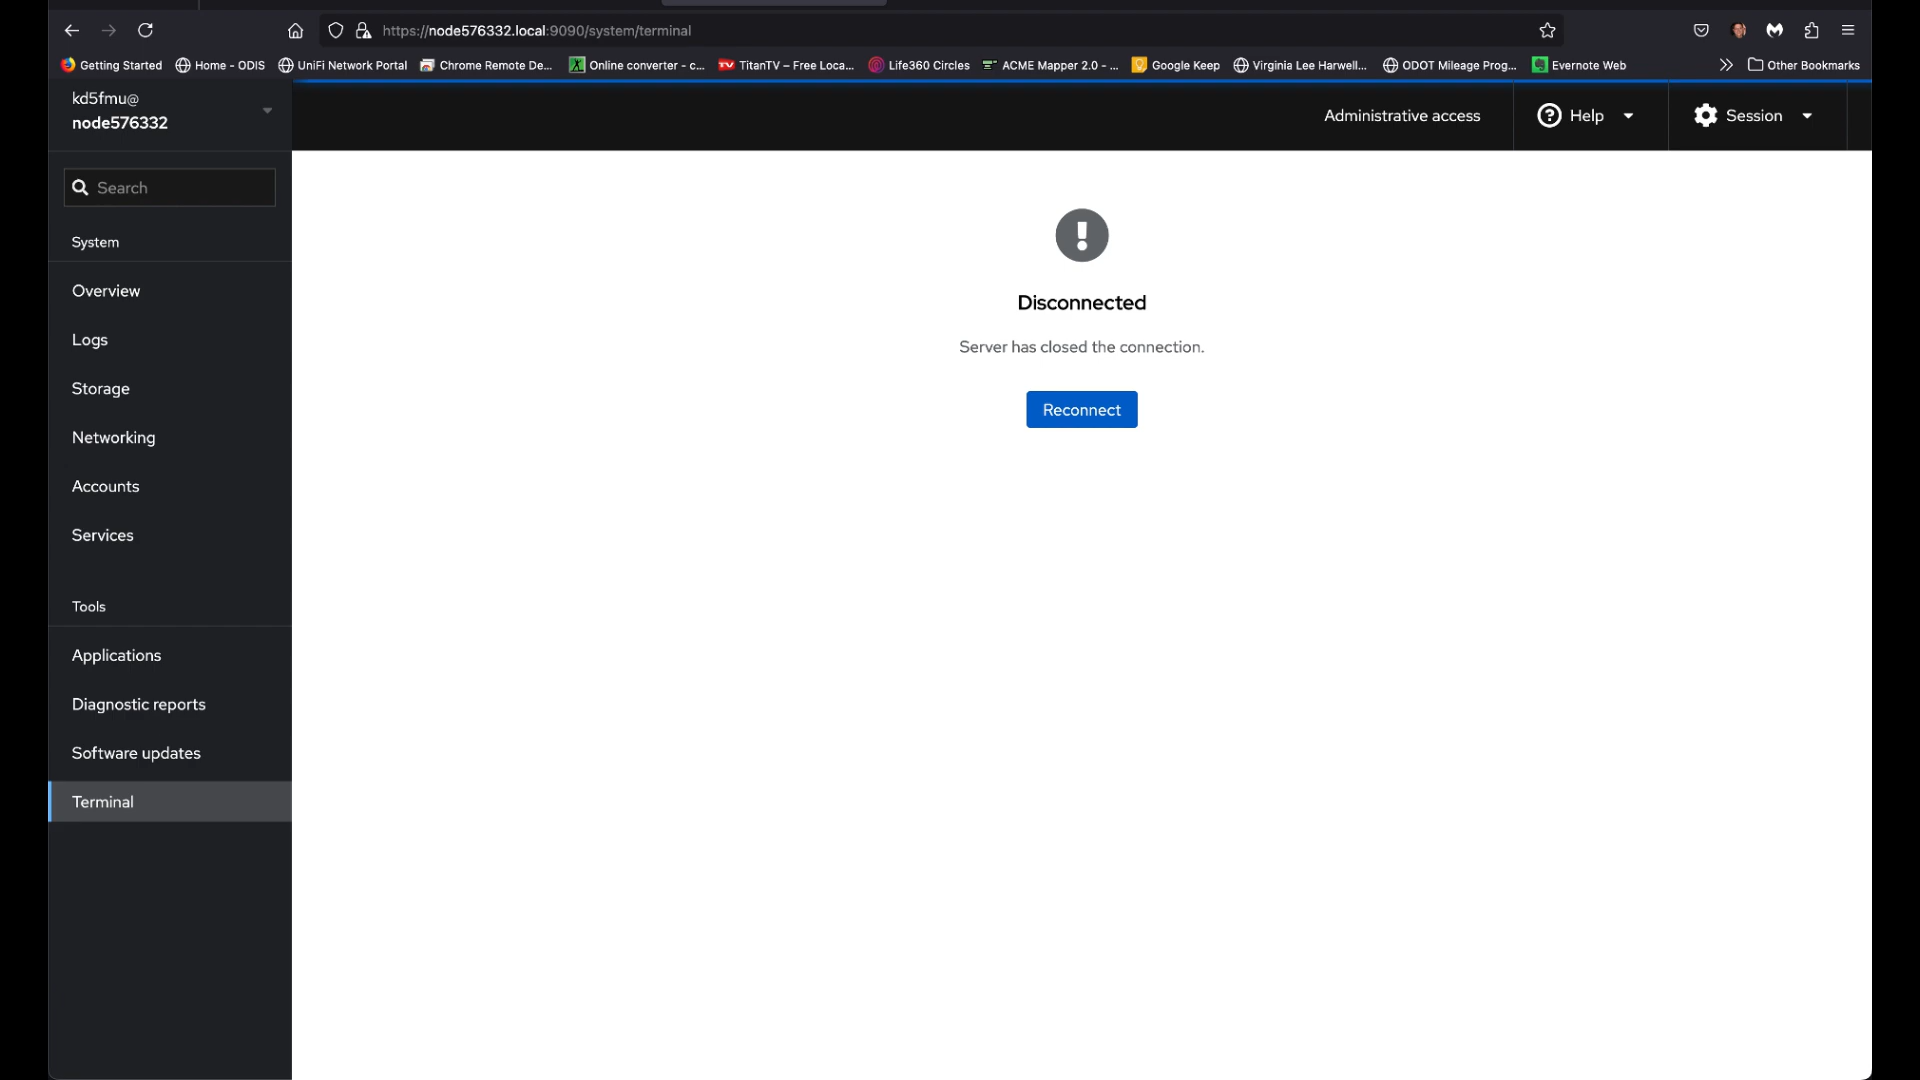 https://node576332.local:9090/system/terminal
Getting Started
Home - ODIS
UniFi Network Portal
Chrome Remote De...
Online converter - c...
TitanTV – Free Loca...
Life360 Circles
ACME Mapper 2.0 - ...
Google Keep
Virginia Lee Harwell...
ODOT Mileage Prog...
Evernote Web
Other Bookmarks
kd5fmu@
node576332
Administrative access
Help
Session
Search
System
Overview
Logs
Storage
Networking
Accounts
Services
Tools
Applications
Diagnostic reports
Software updates
Terminal
Disconnected
Server has closed the connection.
Reconnect